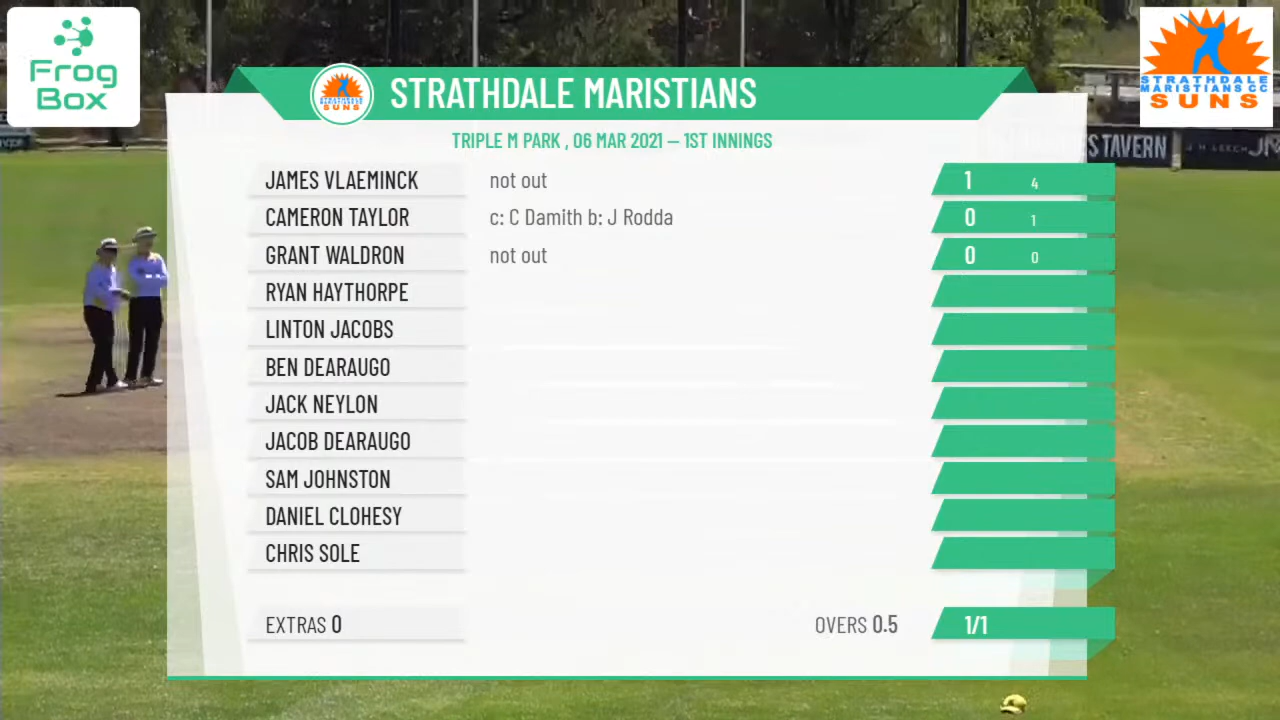 Frog
Box
STRATHDALE MARISTIANS
STRATHDALE
MARISTIANS CC
SUNS
SUNS
TRIPLE M PARK , 06 MAR 2021 – 1ST INNINGS
TAVERN
JAMES VLAEMINCK not out 1 4
CAMERON TAYLOR c: C Damith b: J Rodda 0 1
GRANT WALDRON not out 0 0
RYAN HAYTHORPE
LINTON JACOBS
BEN DEARAUGO
JACK NEYLON
JACOB DEARAUGO
SAM JOHNSTON
DANIEL CLOHESY
CHRIS SOLE
EXTRAS 0 OVERS 0.5 1/1